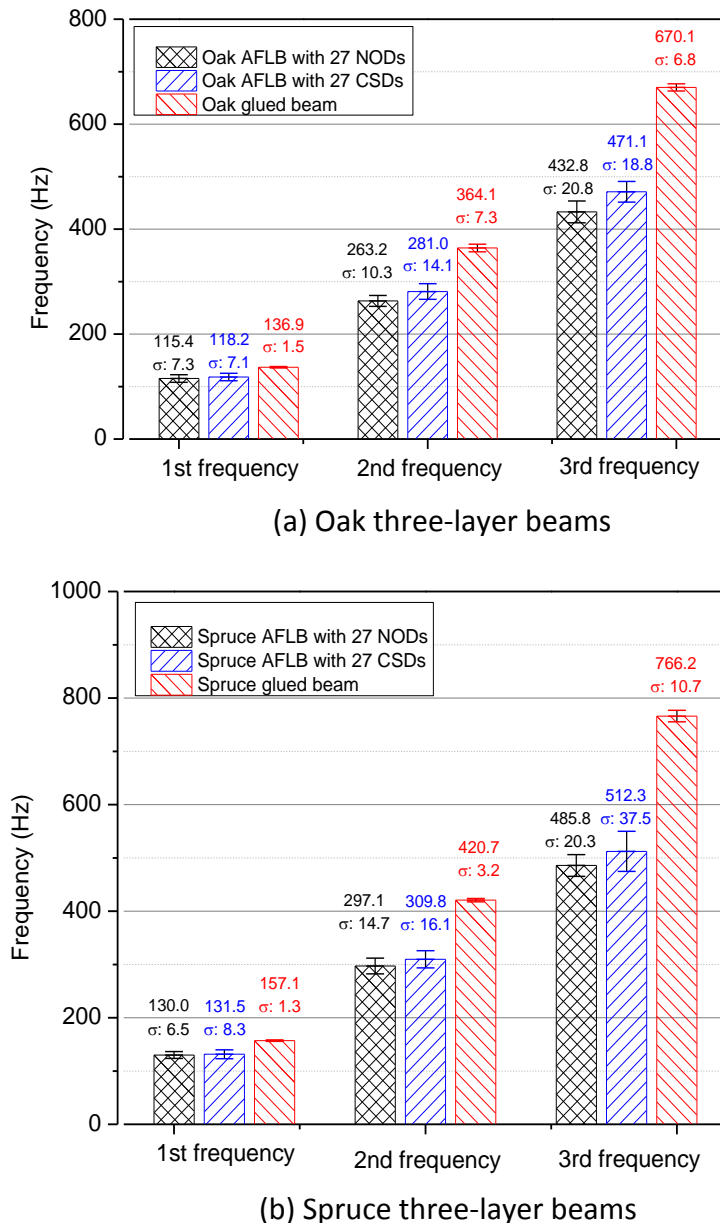 800
600
400
200
0
Frequency (Hz)
Oak AFLB with 27 NODs
Oak AFLB with 27 CSDs
Oak glued beam
115.4
σ: 7.3
118.2
σ: 7.1
136.9
σ: 1.5
263.2
σ: 10.3
281.0
σ: 14.1
364.1
σ: 7.3
432.8
σ: 20.8
471.1
σ: 18.8
670.1
σ: 6.8
1st frequency
2nd frequency
3rd frequency
(a) Oak three-layer beams
1000
800
600
400
200
0
Frequency (Hz)
Spruce AFLB with 27 NODs
Spruce AFLB with 27 CSDs
Spruce glued beam
130.0
σ: 6.5
131.5
σ: 8.3
157.1
σ: 1.3
297.1
σ: 14.7
309.8
σ: 16.1
420.7
σ: 3.2
485.8
σ: 20.3
512.3
σ: 37.5
766.2
σ: 10.7
1st frequency
2nd frequency
3rd frequency
(b) Spruce three-layer beams